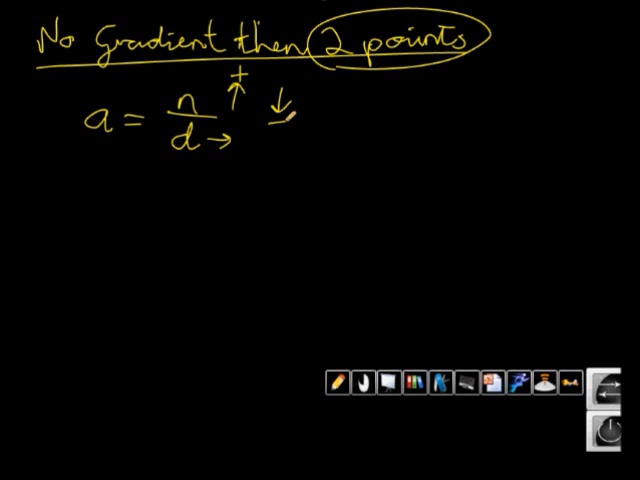 No Gradient then 2 points
+
a = n/d ↑ → ↓ −